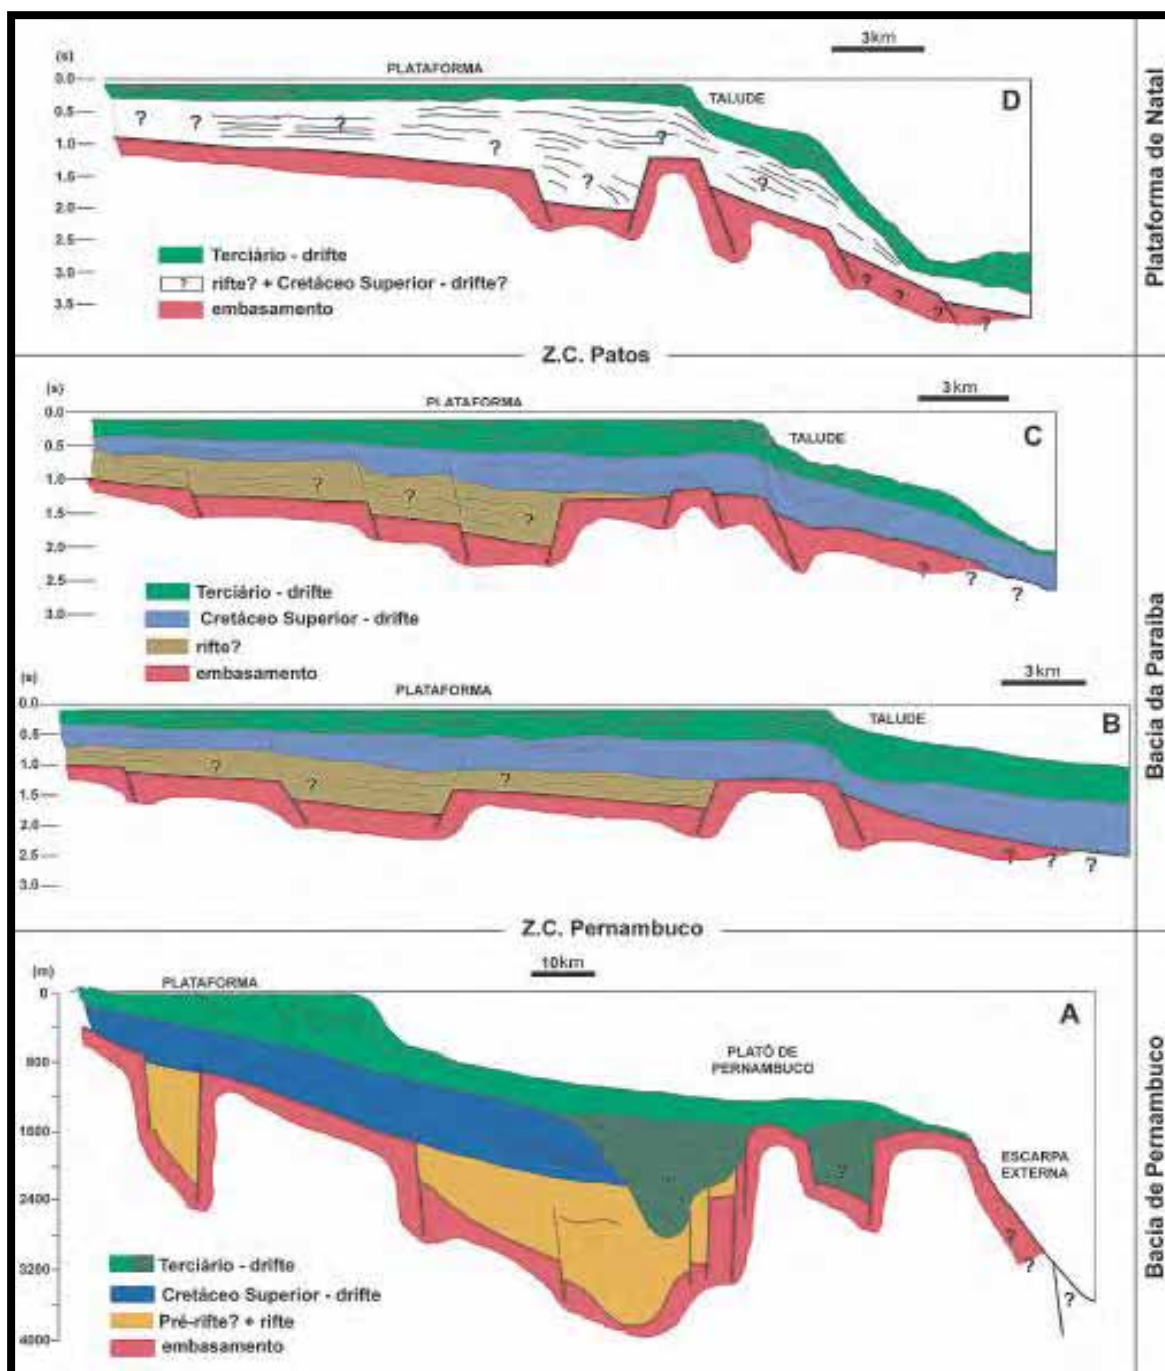 3km
(s)
PLATAFORMA
0.0
TALUDE
D
0.5
? ? ?
?
1.0
?
1.5
? ?
2.0
2.5
3.0
? ? ? ?
3.5
Terciário - drifte
? rifte? + Cretáceo Superior - drifte?
embasamento
Plataforma de Natal
Z.C. Patos
3km
(s)
PLATAFORMA
0.0
TALUDE
C
0.5
1.0
? ?
1.5
?
2.0
? ? ?
2.5
3.0
Terciário - drifte
Cretáceo Superior - drifte
rifte?
embasamento
3km
(s)
PLATAFORMA
0.0
TALUDE
B
0.5
1.0
? ? ?
1.5
2.0
2.5
? ? ?
3.0
Bacia da Paraíba
Z.C. Pernambuco
10km
(m)
PLATAFORMA
0
A
PLATÔ DE
PERNAMBUCO
800
1600
ESCARPA
EXTERNA
?
2400
? ? ?
3200
4000
Terciário - drifte
Cretáceo Superior - drifte
Pré-rifte? + rifte
embasamento
Bacia de Pernambuco